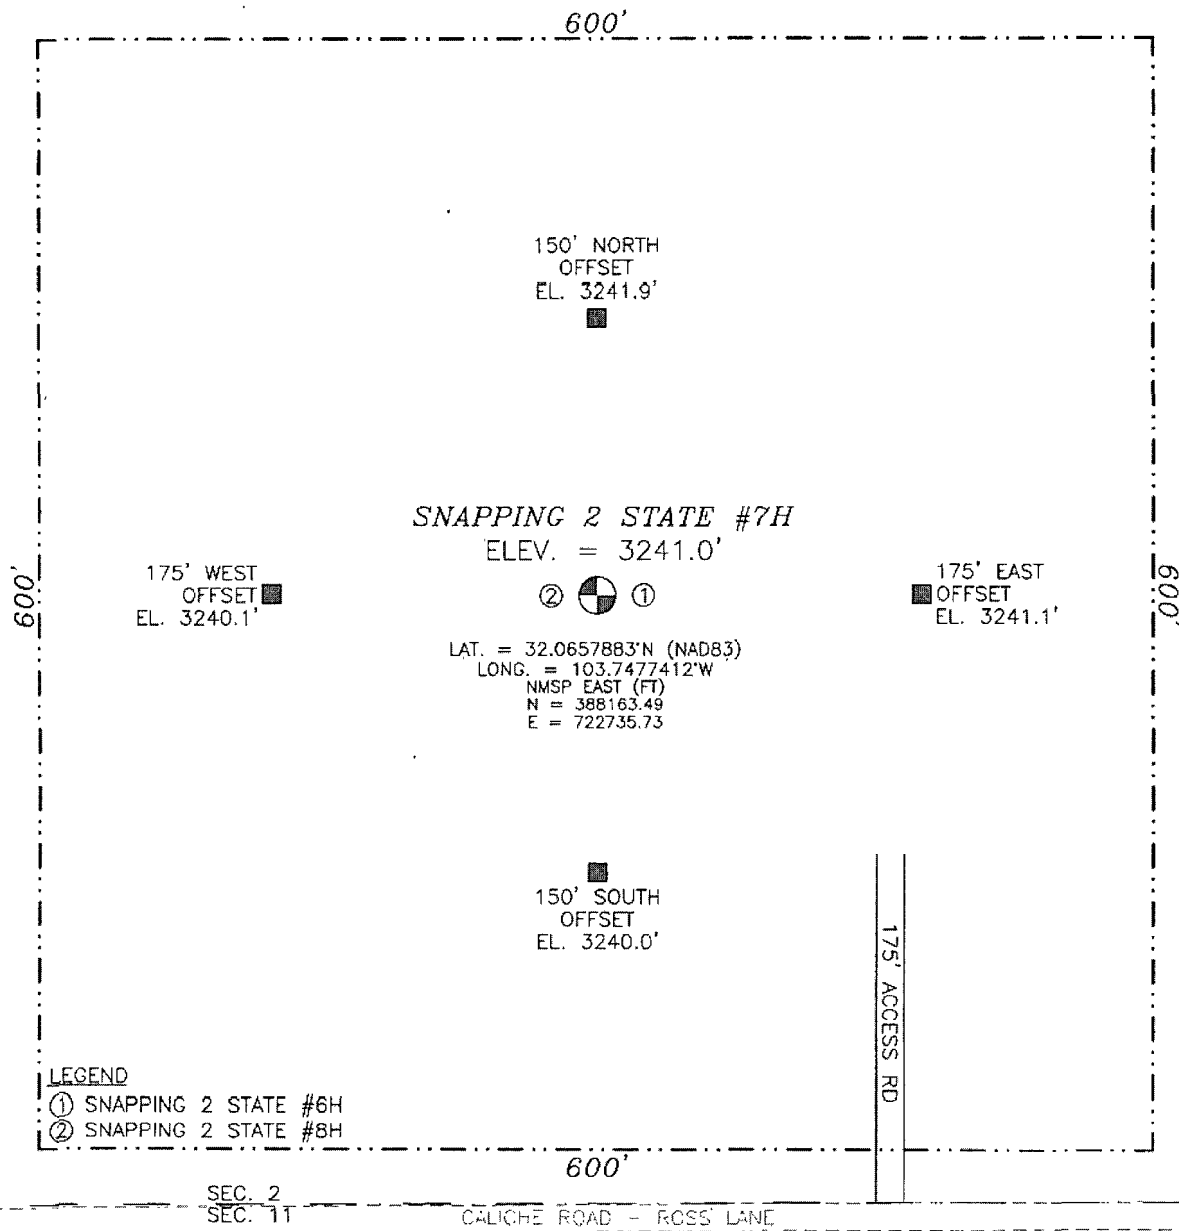 600'
150' NORTH
OFFSET
EL. 3241.9'
SNAPPING 2 STATE #7H
ELEV. = 3241.0'
600'
175' WEST
OFFSET
EL. 3240.1'
② ①
175' EAST
OFFSET
EL. 3241.1'
600'
LAT. = 32.0657883°N (NAD83)
LONG. = 103.7477412°W
NMSP EAST (FT)
N = 388163.49
E = 722735.73
150' SOUTH
OFFSET
EL. 3240.0'
175' ACCESS RD
LEGEND
① SNAPPING 2 STATE #6H
② SNAPPING 2 STATE #8H
600'
SEC. 2
SEC. 11
CALICHE ROAD - ROSS LANE